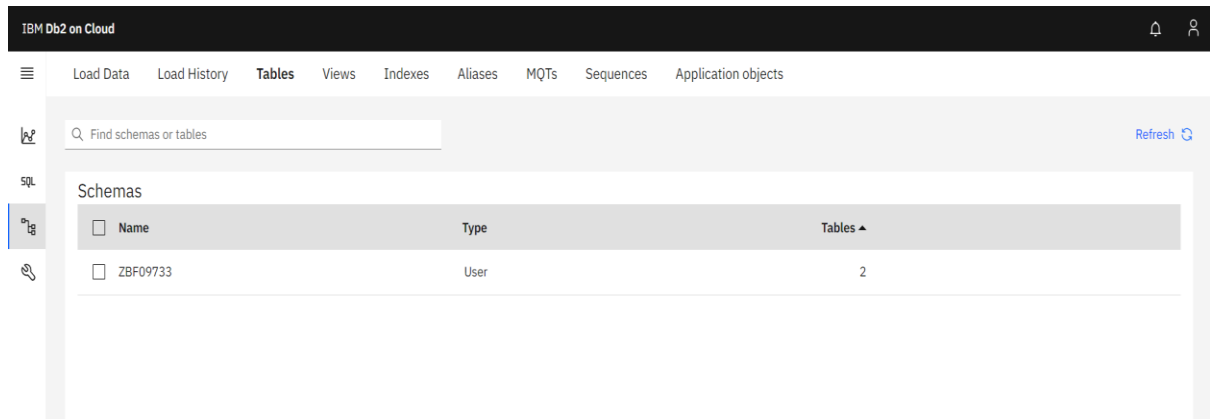 IBM Db2 on Cloud
Load Data Load History Tables Views Indexes Aliases MQTs Sequences Application objects
Find schemas or tables
Refresh
SQL
Schemas
Name Type Tables
ZBF09733 User 2